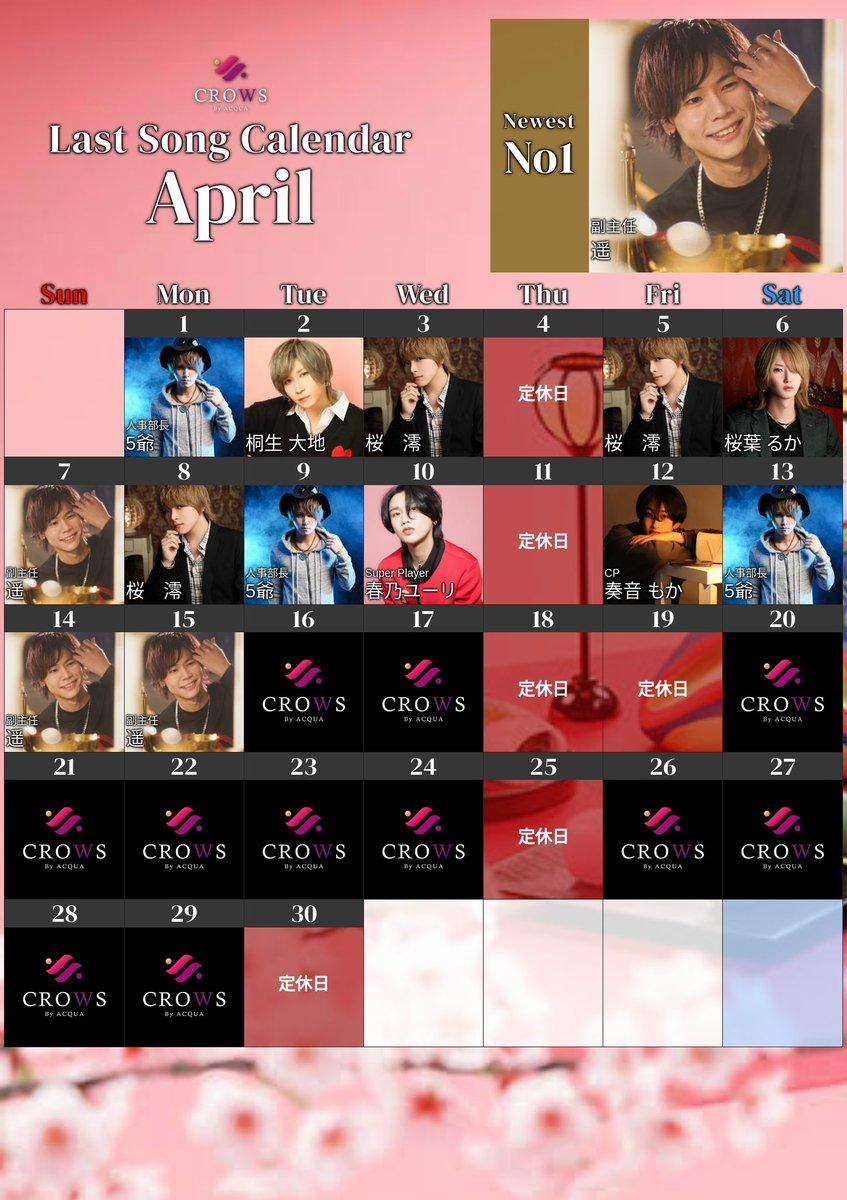 CROWS
By ACQUA
Last Song Calendar
April
Newest
No1
副主任
遥
Sun Mon Tue Wed Thu Fri Sat
1 2 3 4 5 6
定休日
人事部長
5爺 桐生 大地 桜　澪 桜　澪 桜葉 るか
7 8 9 10 11 12 13
定休日
副主任 人事部長 Super Player CP 人事部長
遥 桜　澪 5爺 春乃ユーリ 奏音 もか 5爺
14 15 16 17 18 19 20
CROWS CROWS 定休日 定休日 CROWS
By ACQUA By ACQUA By ACQUA
副主任 副主任
遥 遥
21 22 23 24 25 26 27
定休日
CROWS CROWS CROWS CROWS CROWS CROWS
By ACQUA By ACQUA By ACQUA By ACQUA By ACQUA By ACQUA
28 29 30
定休日
CROWS CROWS
By ACQUA By ACQUA